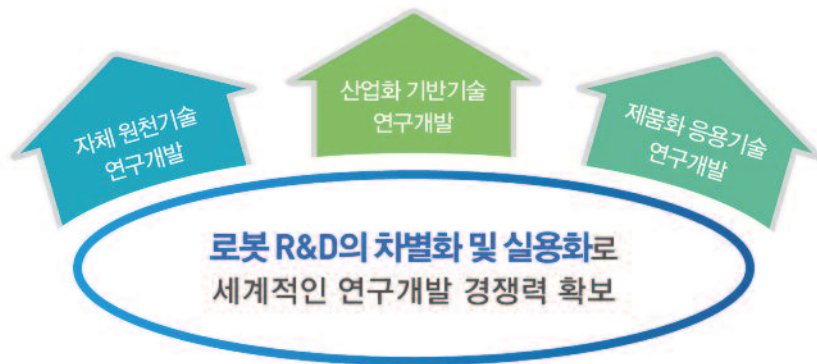 자체 원천기술
연구개발
산업화 기반기술
연구개발
제품화 응용기술
연구개발
로봇 R&D의 차별화 및 실용화로
세계적인 연구개발 경쟁력 확보